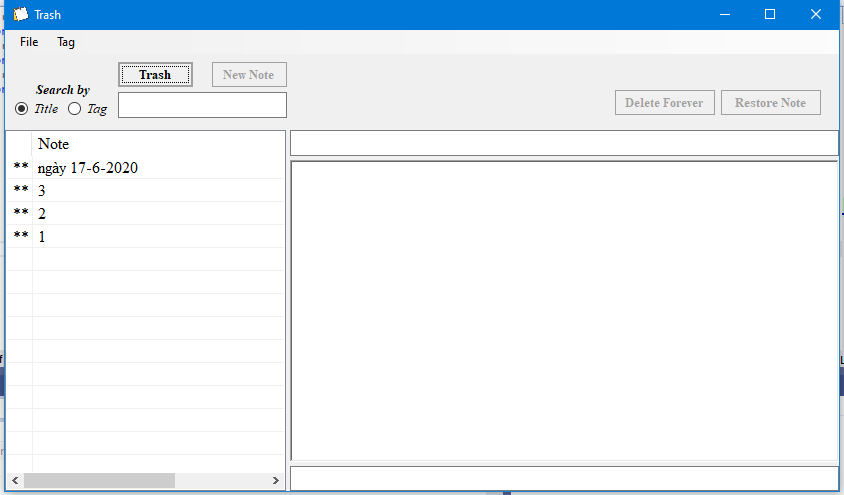 Trash
File Tag
Trash New Note
Search by
Title Tag
Delete Forever Restore Note
Note
** ngày 17-6-2020
** 3
** 2
** 1